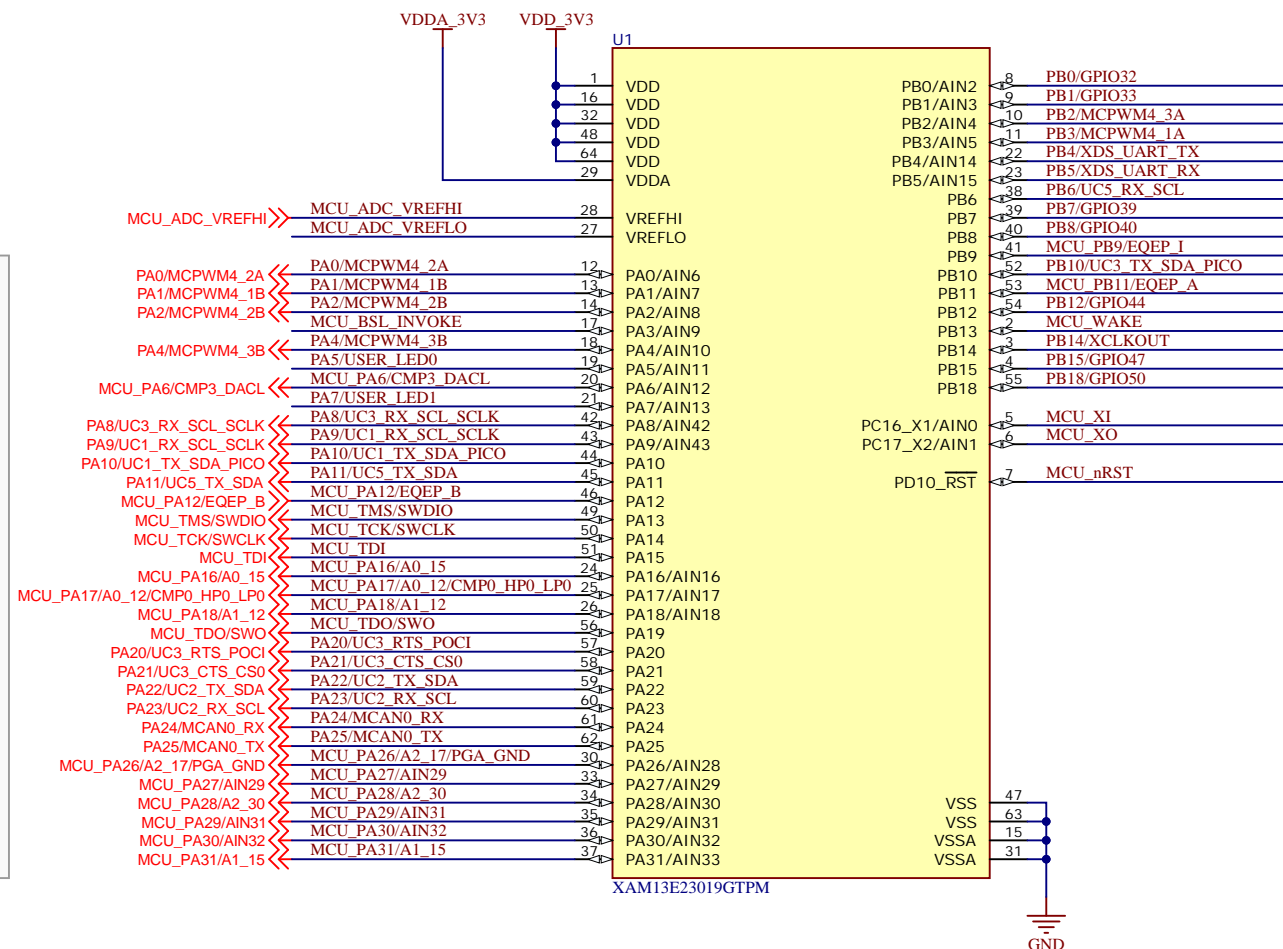 VDDA_3V3 VDD_3V3
U1
1 VDD PB0/AIN2 8 PB0/GPIO32
16 VDD PB1/AIN3 9 PB1/GPIO33
32 VDD PB2/AIN4 10 PB2/MCPWM4_3A
48 VDD PB3/AIN5 11 PB3/MCPWM4_1A
64 VDD PB4/AIN14 22 PB4/XDS_UART_TX
29 VDDA PB5/AIN15 23 PB5/XDS_UART_RX
PB6 38 PB6/UC5_RX_SCL
MCU_ADC_VREFHI MCU_ADC_VREFHI 28 VREFHI PB7 39 PB7/GPIO39
MCU_ADC_VREFLO 27 VREFLO PB8 40 PB8/GPIO40
PB9 41 MCU_PB9/EQEP_I
PA0/MCPWM4_2A PA0/MCPWM4_2A 12 PA0/AIN6 PB10 52 PB10/UC3_TX_SDA_PICO
PA1/MCPWM4_1B PA1/MCPWM4_1B 13 PA1/AIN7 PB11 53 MCU_PB11/EQEP_A
PA2/MCPWM4_2B PA2/MCPWM4_2B 14 PA2/AIN8 PB12 54 PB12/GPIO44
MCU_BSL_INVOKE 17 PA3/AIN9 PB13 2 MCU_WAKE
PA4/MCPWM4_3B PA4/MCPWM4_3B 18 PA4/AIN10 PB14 3 PB14/XCLKOUT
PA5/USER_LED0 19 PA5/AIN11 PB15 4 PB15/GPIO47
MCU_PA6/CMP3_DACL MCU_PA6/CMP3_DACL 20 PA6/AIN12 PB18 55 PB18/GPIO50
PA7/USER_LED1 21 PA7/AIN13
PA8/UC3_RX_SCL_SCLK PA8/UC3_RX_SCL_SCLK 42 PA8/AIN42 PC16_X1/AIN0 5 MCU_XI
PA9/UC1_RX_SCL_SCLK PA9/UC1_RX_SCL_SCLK 43 PA9/AIN43 PC17_X2/AIN1 6 MCU_XO
PA10/UC1_TX_SDA_PICO PA10/UC1_TX_SDA_PICO 44 PA10
PA11/UC5_TX_SDA PA11/UC5_TX_SDA 45 PA11 PD10_RST 7 MCU_nRST
MCU_PA12/EQEP_B MCU_PA12/EQEP_B 46 PA12
MCU_TMS/SWDIO MCU_TMS/SWDIO 49 PA13
MCU_TCK/SWCLK MCU_TCK/SWCLK 50 PA14
MCU_TDI MCU_TDI 51 PA15
MCU_PA16/A0_15 MCU_PA16/A0_15 24 PA16/AIN16
MCU_PA17/A0_12/CMP0_HP0_LP0 MCU_PA17/A0_12/CMP0_HP0_LP0 25 PA17/AIN17
MCU_PA18/A1_12 MCU_PA18/A1_12 26 PA18/AIN18
MCU_TDO/SWO MCU_TDO/SWO 56 PA19
PA20/UC3_RTS_POCI PA20/UC3_RTS_POCI 57 PA20
PA21/UC3_CTS_CS0 PA21/UC3_CTS_CS0 58 PA21
PA22/UC2_TX_SDA PA22/UC2_TX_SDA 59 PA22
PA23/UC2_RX_SCL PA23/UC2_RX_SCL 60 PA23
PA24/MCAN0_RX PA24/MCAN0_RX 61 PA24
PA25/MCAN0_TX PA25/MCAN0_TX 62 PA25
MCU_PA26/A2_17/PGA_GND MCU_PA26/A2_17/PGA_GND 30 PA26/AIN28
MCU_PA27/AIN29 MCU_PA27/AIN29 33 PA27/AIN29
MCU_PA28/A2_30 MCU_PA28/A2_30 34 PA28/AIN30 VSS 47
MCU_PA29/AIN31 MCU_PA29/AIN31 35 PA29/AIN31 VSS 63
MCU_PA30/AIN32 MCU_PA30/AIN32 36 PA30/AIN32 VSSA 15
MCU_PA31/A1_15 MCU_PA31/A1_15 37 PA31/AIN33 VSSA 31
XAM13E23019GTPM
GND